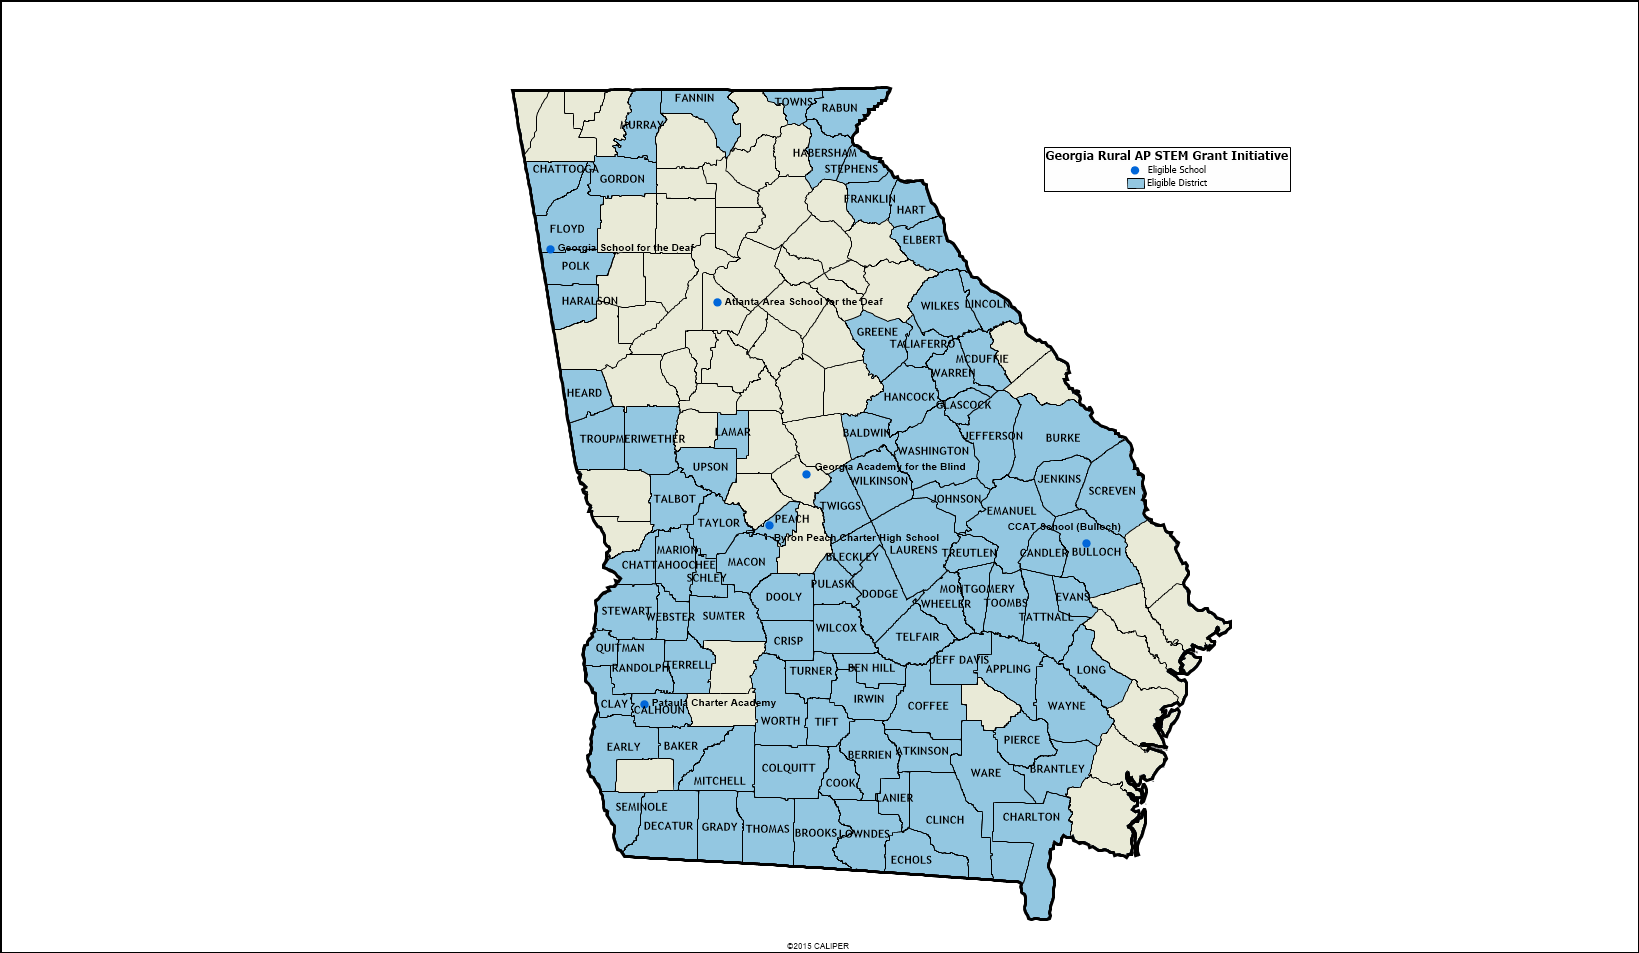 FANNIN
TOWNS
RABUN
MURRAY
Georgia Rural AP STEM Grant Initiative
Eligible School
Eligible District
HABERSHAM
STEPHENS
CHATTOOGA
GORDON
FRANKLIN
HART
FLOYD
ELBERT
Georgia School for the Deaf
POLK
HARALSON
Atlanta Area School for the Deaf
WILKES
LINCOLN
GREENE
TALIAFERRO
MCDUFFIE
WARREN
HEARD
HANCOCK
GLASCOCK
TROUP
MERIWETHER
LAMAR
BALDWIN
JEFFERSON
BURKE
WASHINGTON
UPSON
Georgia Academy for the Blind
WILKINSON
JENKINS
SCREVEN
TALBOT
JOHNSON
TWIGGS
EMANUEL
TAYLOR
PEACH
CCAT School (Bulloch)
Byron Peach Charter High School
MARION
LAURENS
TREUTLEN
CANDLER
BULLOCH
CHATTAHOOCHEE
MACON
BLECKLEY
SCHLEY
PULASKI
DODGE
MONTGOMERY
DOOLY
WHEELER
TOOMBS
EVANS
STEWART
WEBSTER
SUMTER
TATTNALL
WILCOX
TELFAIR
CRISP
QUITMAN
RANDOLPH
TERRELL
TURNER
BEN HILL
JEFF DAVIS
APPLING
LONG
CLAY
Pataula Charter Academy
CALHOUN
IRWIN
COFFEE
WAYNE
WORTH
TIFT
EARLY
BAKER
PIERCE
BERRIEN
ATKINSON
COLQUITT
WARE
BRANTLEY
MITCHELL
COOK
LANIER
SEMINOLE
DECATUR
GRADY
THOMAS
BROOKS
LOWNDES
CLINCH
CHARLTON
ECHOLS
©2015 CALIPER